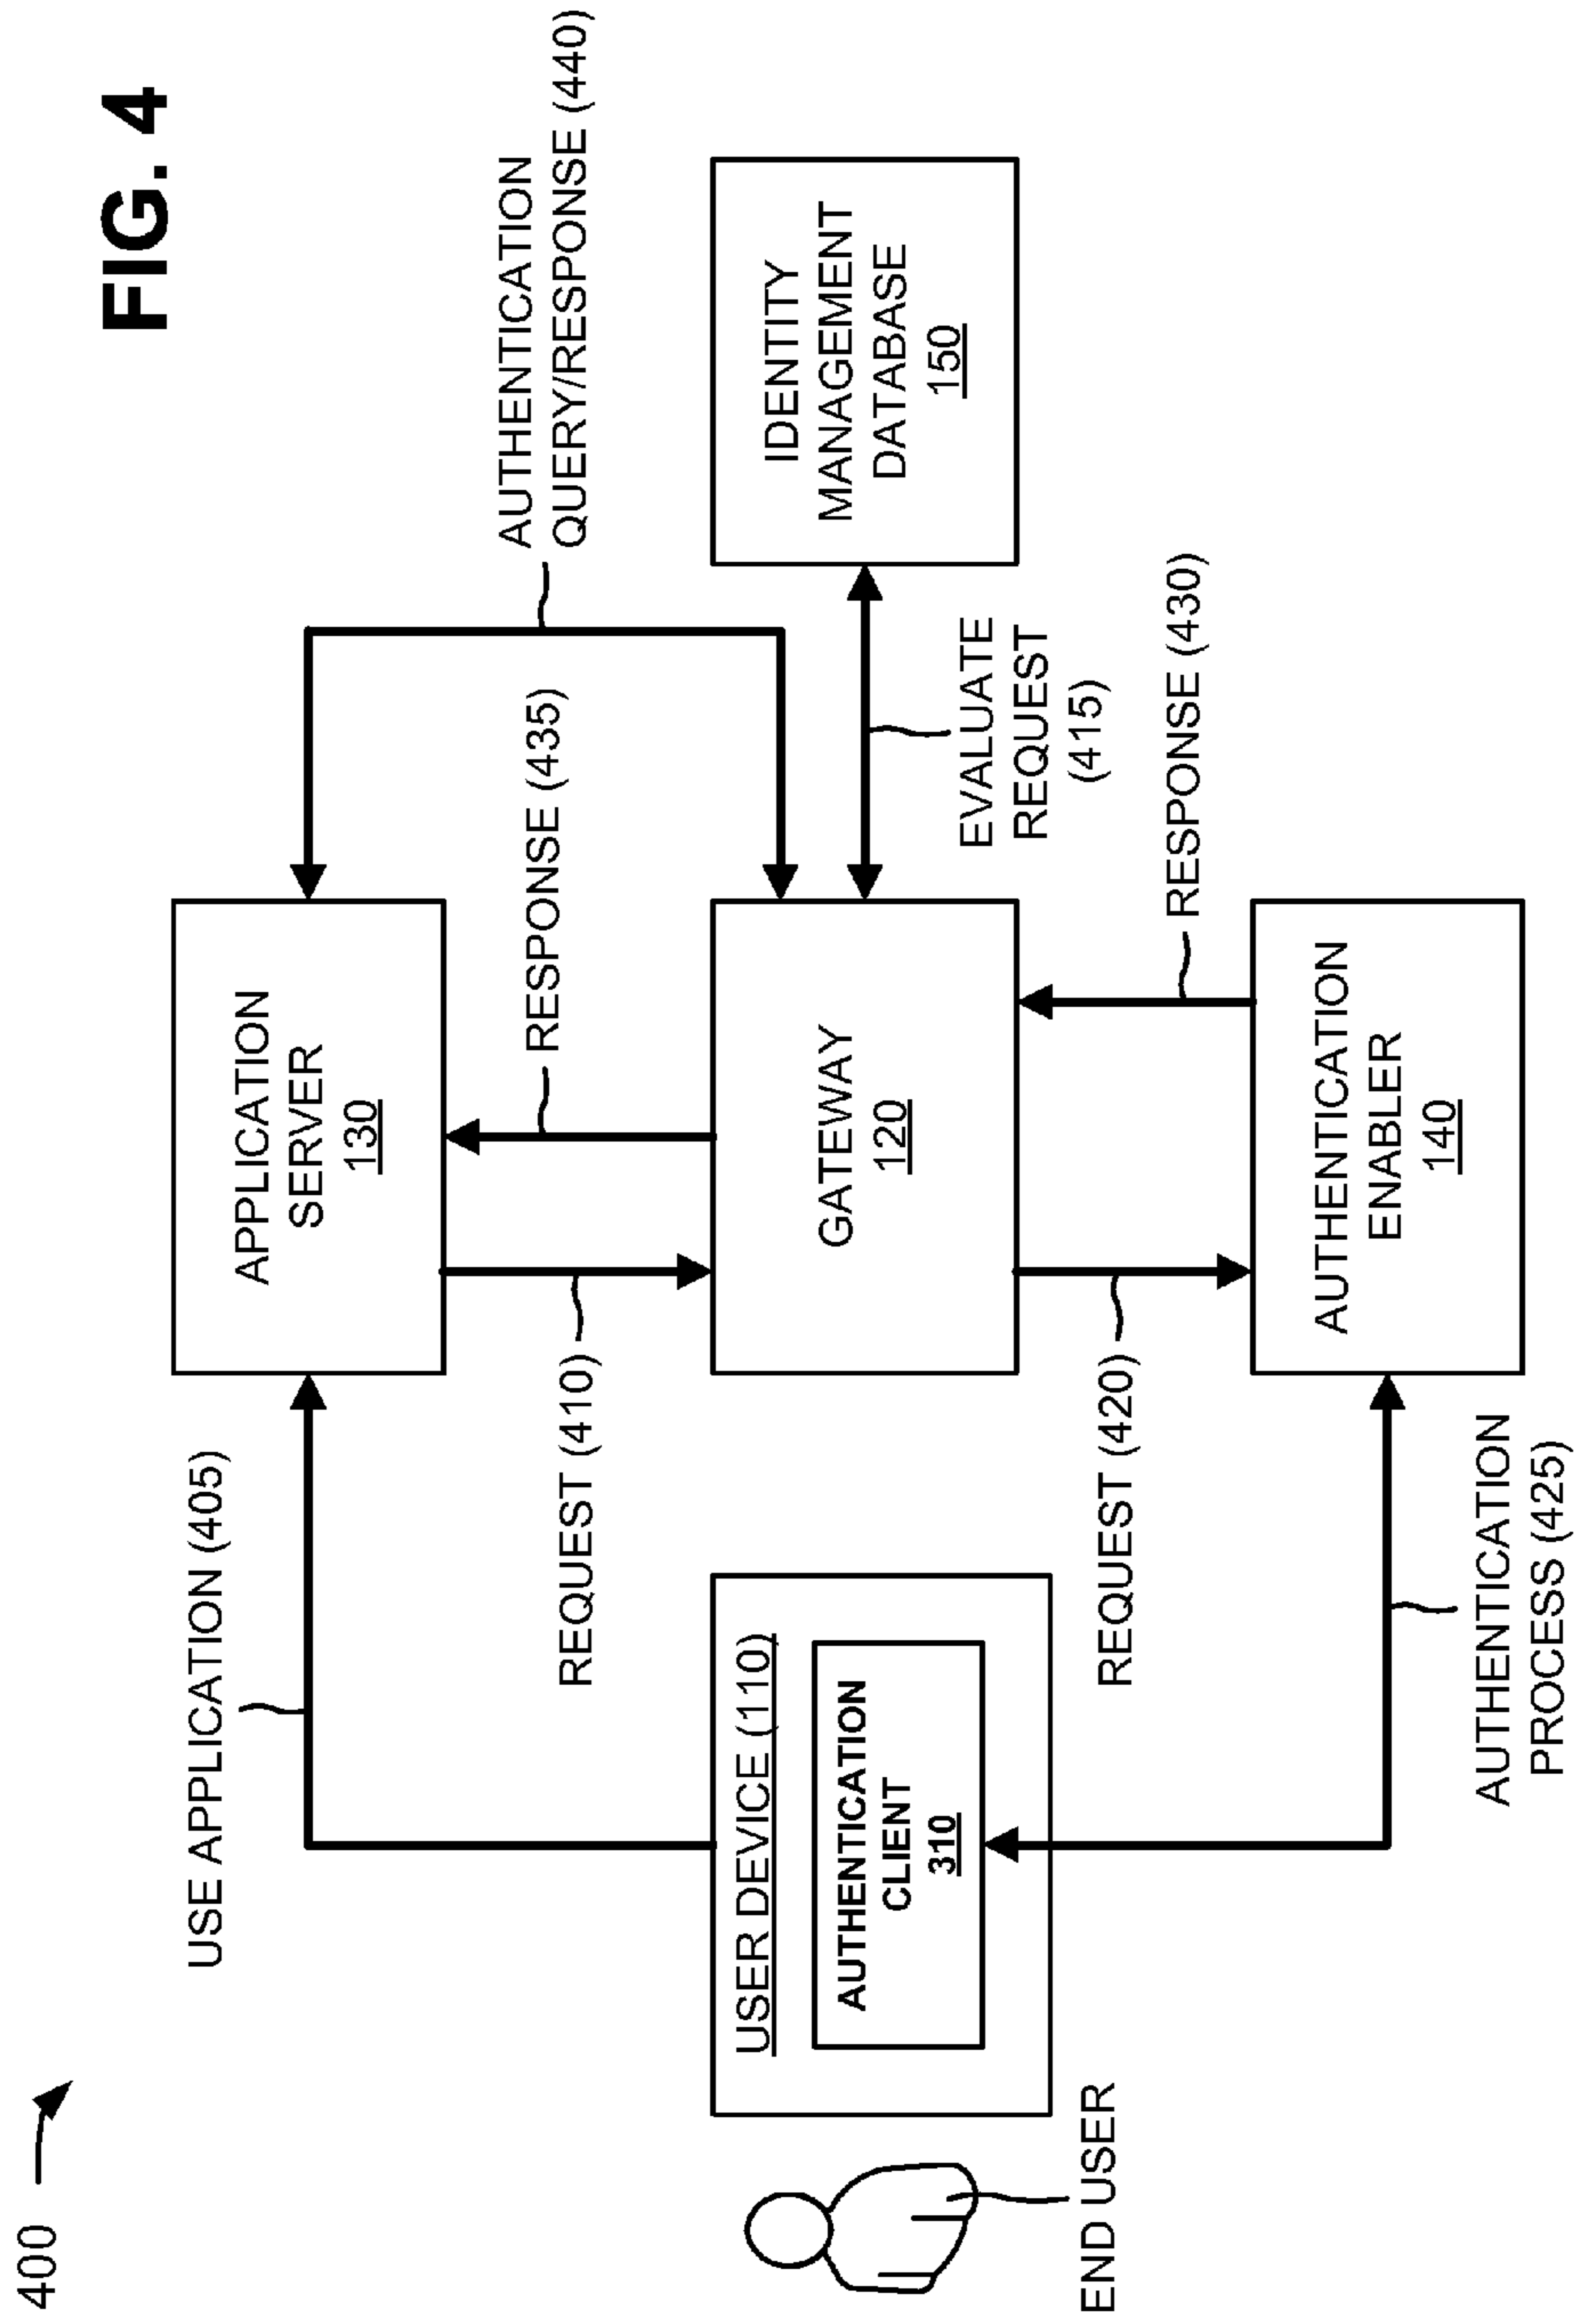 FIG. 4
400
USE APPLICATION (405)
APPLICATION
SERVER
130
AUTHENTICATION
QUERY/RESPONSE (440)
REQUEST (410)
RESPONSE (435)
USER DEVICE (110)
AUTHENTICATION
CLIENT
310
GATEWAY
120
IDENTITY
MANAGEMENT
DATABASE
150
EVALUATE
REQUEST
(415)
END USER
REQUEST (420)
RESPONSE (430)
AUTHENTICATION
ENABLER
140
AUTHENTICATION
PROCESS (425)